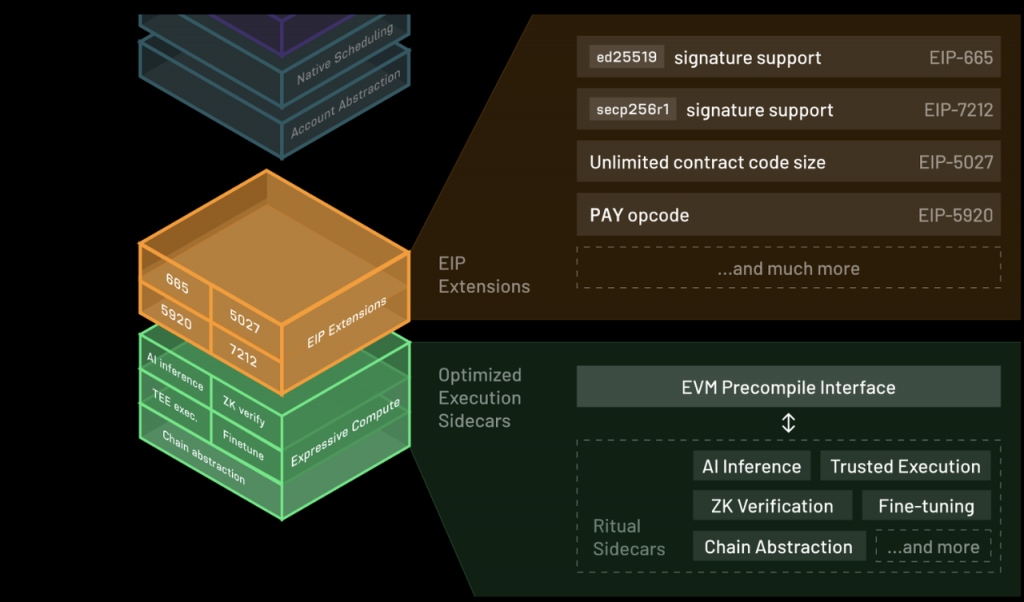 Native Scheduling
Account Abstraction
665
5920
5027
7212
EIP Extensions
AI inference
ZK verify
TEE exec.
Finetune
Chain abstraction
Expressive Compute
EIP
Extensions
ed25519 signature support EIP-665
secp256r1 signature support EIP-7212
Unlimited contract code size EIP-5027
PAY opcode EIP-5920
...and much more
Optimized
Execution
Sidecars
EVM Precompile Interface
↕
Ritual
Sidecars
AI Inference Trusted Execution
ZK Verification Fine-tuning
Chain Abstraction ...and more